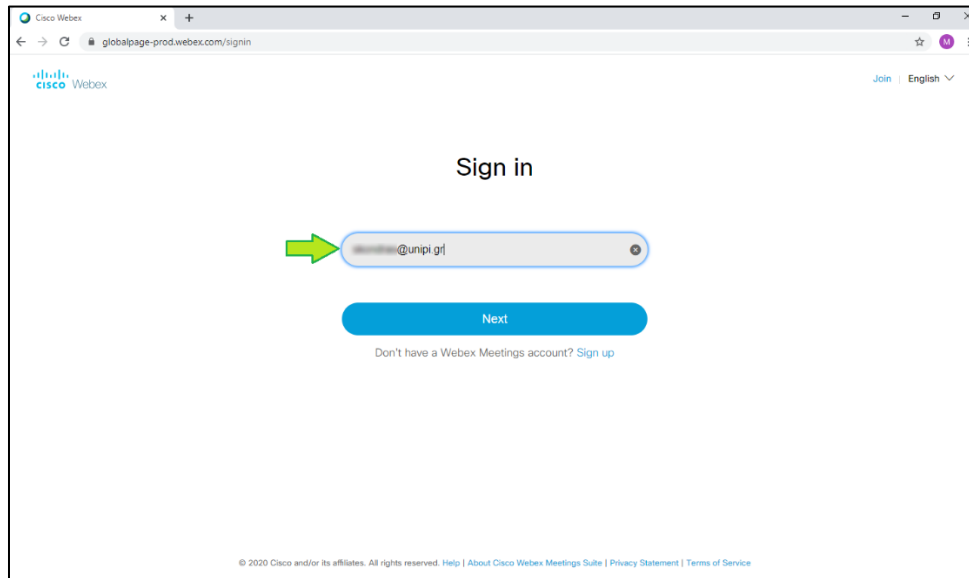 Cisco Webex
globalpage-prod.webex.com/signin
M
CISCO Webex
Join | English
Sign in
@unipi.gr
Next
Don't have a Webex Meetings account? Sign up
© 2020 Cisco and/or its affiliates. All rights reserved. Help | About Cisco Webex Meetings Suite | Privacy Statement | Terms of Service